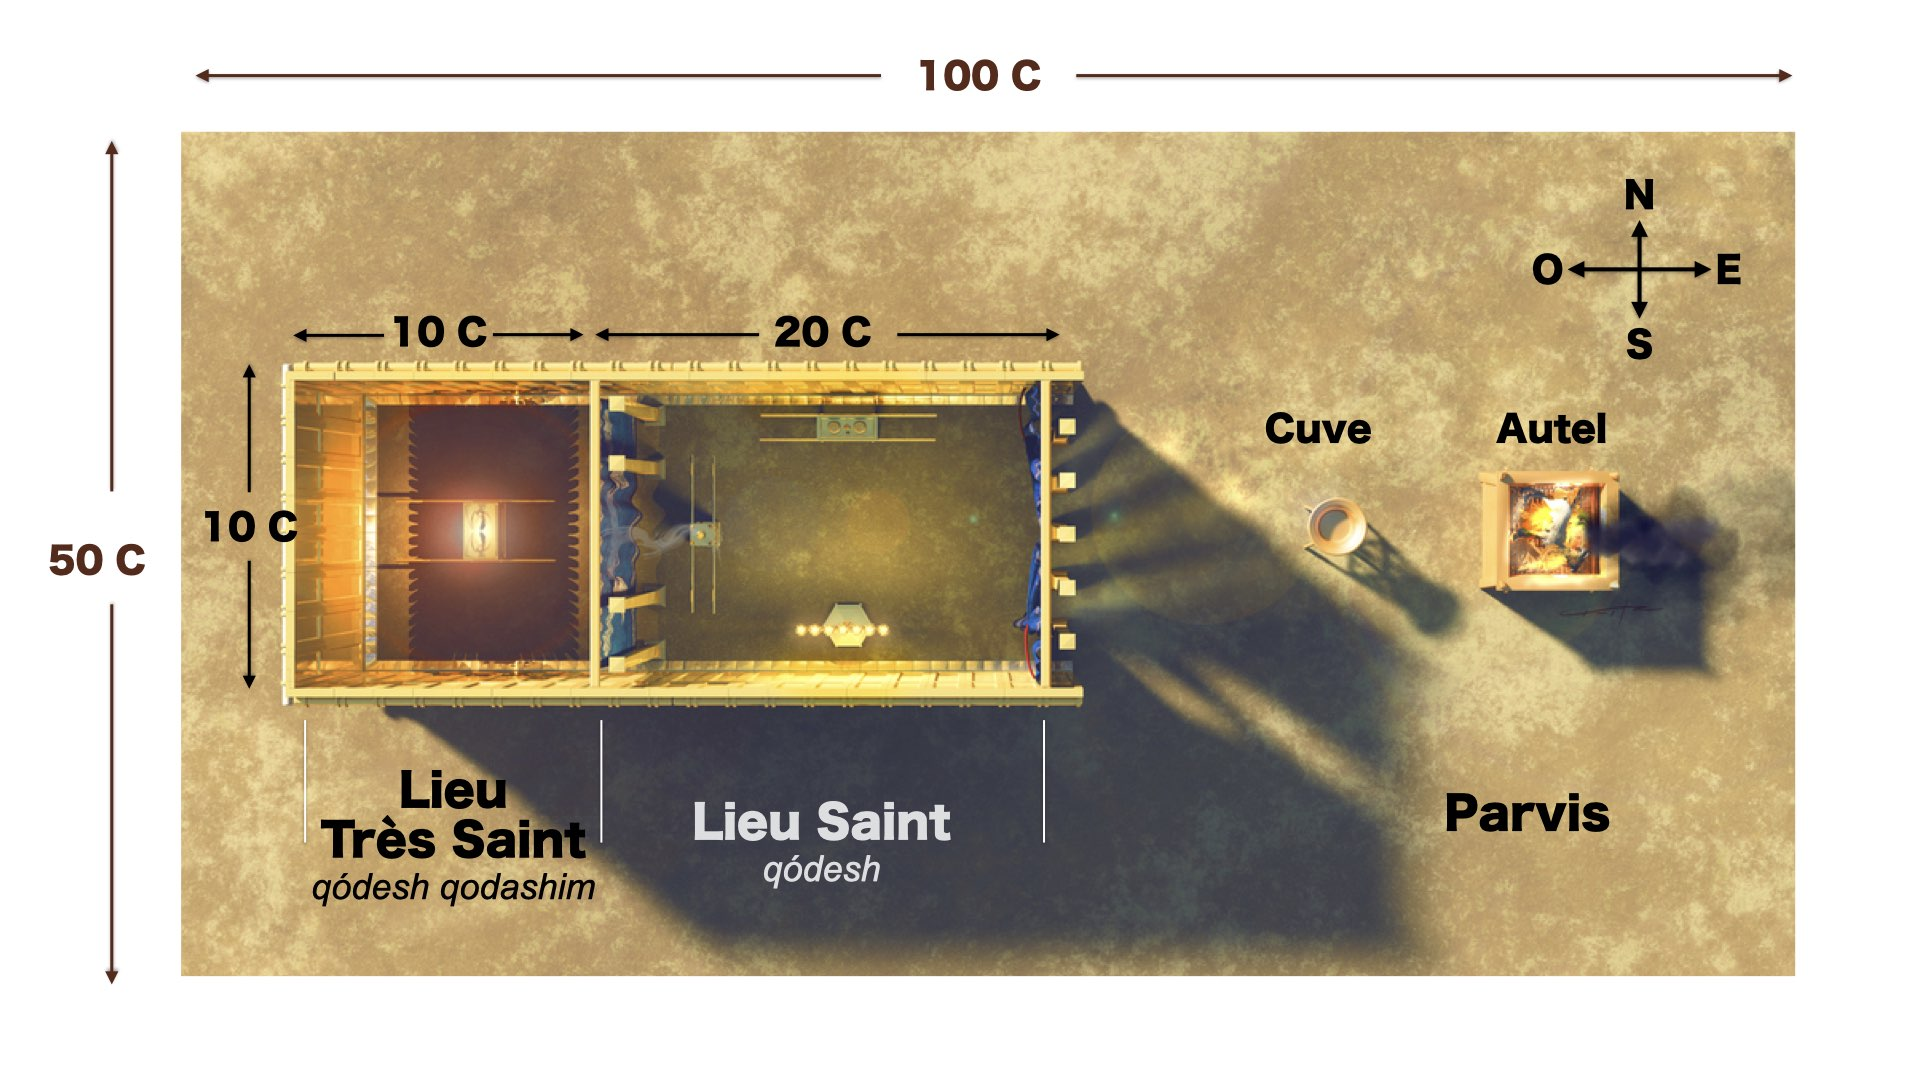 100 C
N
O
E
S
10 C
20 C
Cuve
Autel
10 C
50 C
Lieu
Très Saint
qódesh qodashim
Lieu Saint
qódesh
Parvis